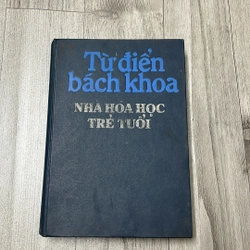 Từ điển
bách khoa
NHÀ HÓA HỌC
TRẺ TUỔI